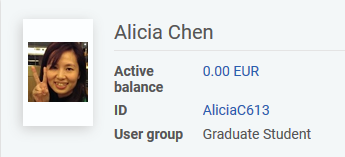 Alicia Chen
Active balance 0.00 EUR
ID AliciaC613
User group Graduate Student